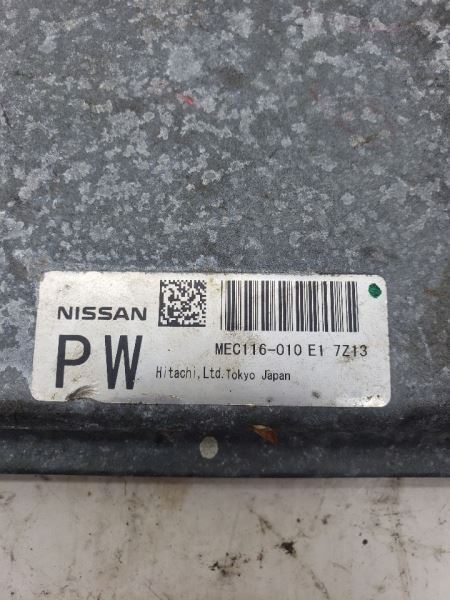 NISSAN
PW
MEC116-010 E1 7Z13
Hitachi,Ltd.Tokyo Japan